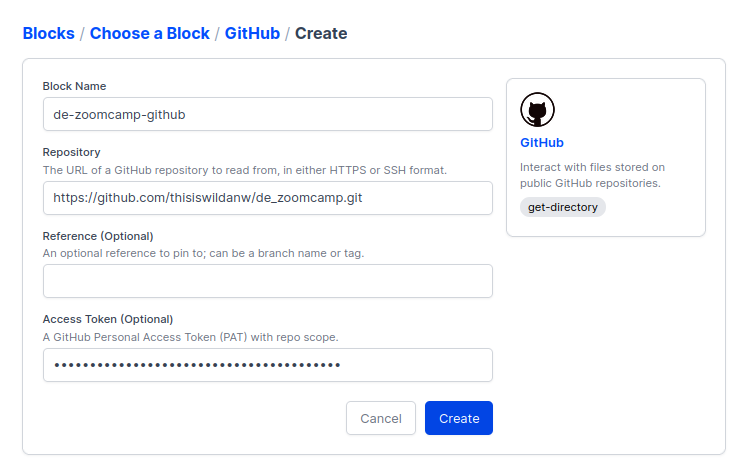 Blocks / Choose a Block / GitHub / Create
Block Name
de-zoomcamp-github
Repository
The URL of a GitHub repository to read from, in either HTTPS or SSH format.
https://github.com/thisiswildanw/de_zoomcamp.git
Reference (Optional)
An optional reference to pin to; can be a branch name or tag.
Access Token (Optional)
A GitHub Personal Access Token (PAT) with repo scope.
••••••••••••••••••••••••••••••••••••••••
Cancel
Create
GitHub
Interact with files stored on
public GitHub repositories.
get-directory